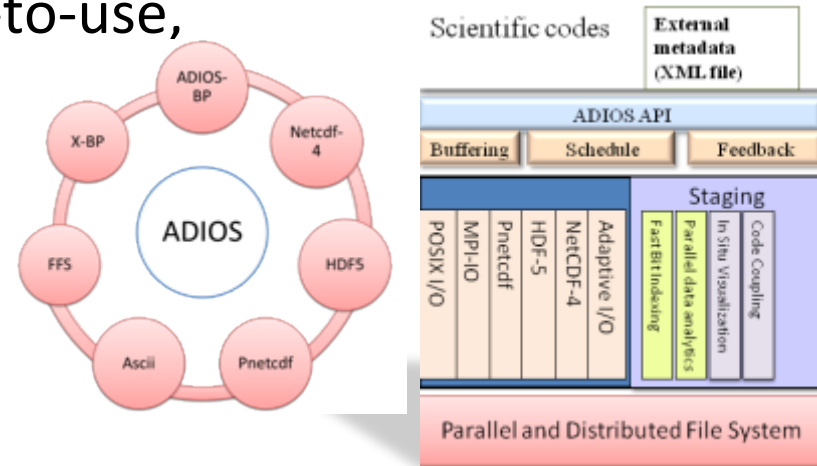 -to-use,
ADIOS-
BP
Netcdf-
4
HDF5
Pnetcdf
Ascii
FFS
X-BP
ADIOS
Scientific codes
External
metadata
(XML file)
ADIOS API
Buffering
Schedule
Feedback
POSIX I/O
MPI-IO
Pnetcdf
HDF-5
NetCDF-4
Adaptive I/O
Staging
FastBit Indexing
Parallel data analytics
In Situ Visualization
Code Coupling
Parallel and Distributed File System